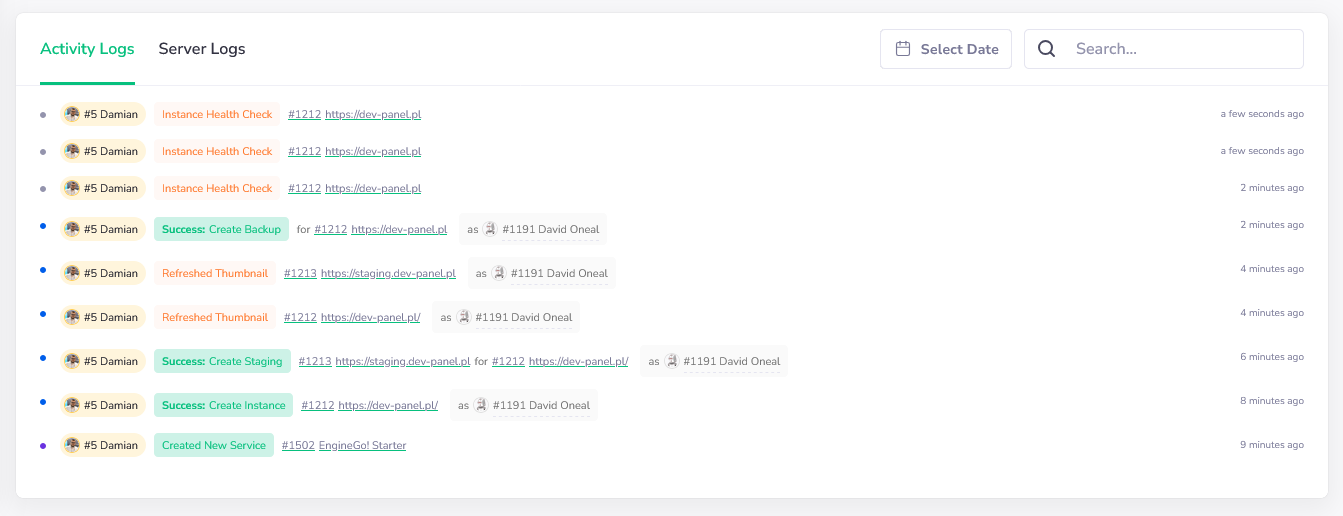 Activity Logs Server Logs Select Date Search...
#5 Damian Instance Health Check #1212 https://dev-panel.pl a few seconds ago
#5 Damian Instance Health Check #1212 https://dev-panel.pl a few seconds ago
#5 Damian Instance Health Check #1212 https://dev-panel.pl 2 minutes ago
#5 Damian Success: Create Backup for #1212 https://dev-panel.pl as #1191 David Oneal 2 minutes ago
#5 Damian Refreshed Thumbnail #1213 https://staging.dev-panel.pl as #1191 David Oneal 4 minutes ago
#5 Damian Refreshed Thumbnail #1212 https://dev-panel.pl/ as #1191 David Oneal 4 minutes ago
#5 Damian Success: Create Staging #1213 https://staging.dev-panel.pl for #1212 https://dev-panel.pl/ as #1191 David Oneal 6 minutes ago
#5 Damian Success: Create Instance #1212 https://dev-panel.pl/ as #1191 David Oneal 8 minutes ago
#5 Damian Created New Service #1502 EngineGo! Starter 9 minutes ago